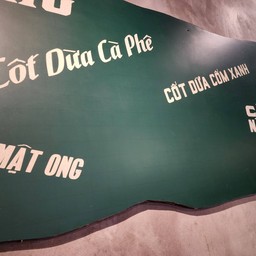 Cốt Dừa Cà Phê
CỐT DỪA CỐM XANH
MẬT ONG